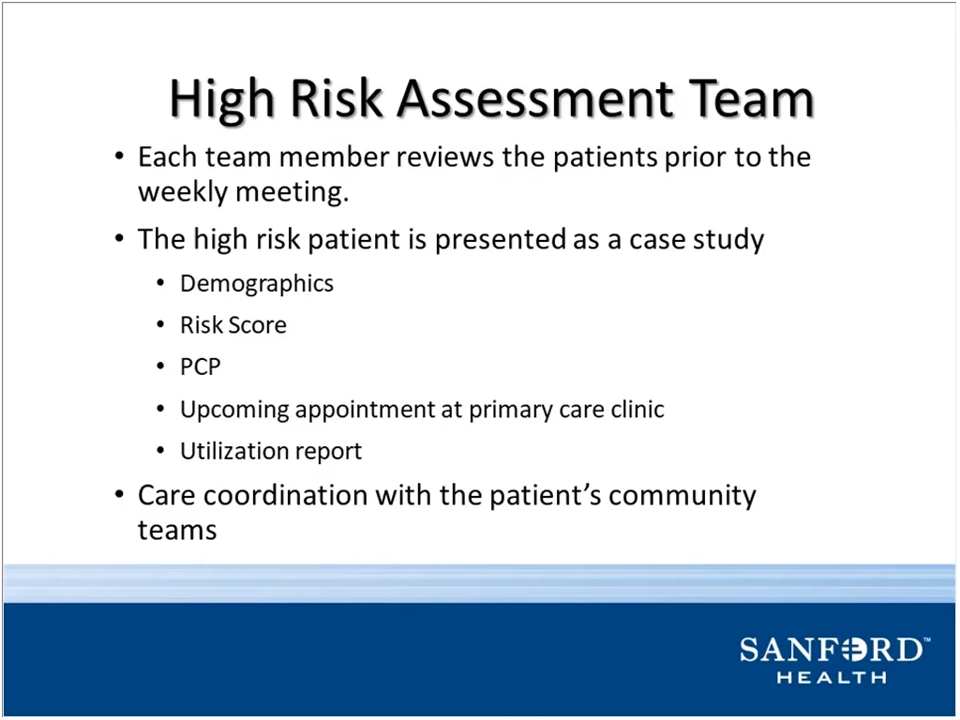 High Risk Assessment Team
• Each team member reviews the patients prior to the
weekly meeting.
• The high risk patient is presented as a case study
• Demographics
• Risk Score
• PCP
• Upcoming appointment at primary care clinic
• Utilization report
• Care coordination with the patient’s community
teams
SANFORD™
HEALTH